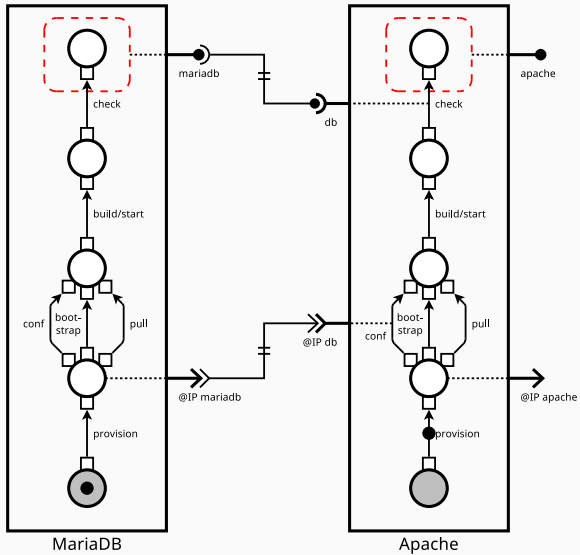 mariadb
apache
check
check
db
build/start
build/start
conf
boot-
strap
pull
@IP db
conf
boot-
strap
pull
@IP mariadb
@IP apache
provision
provision
MariaDB
Apache